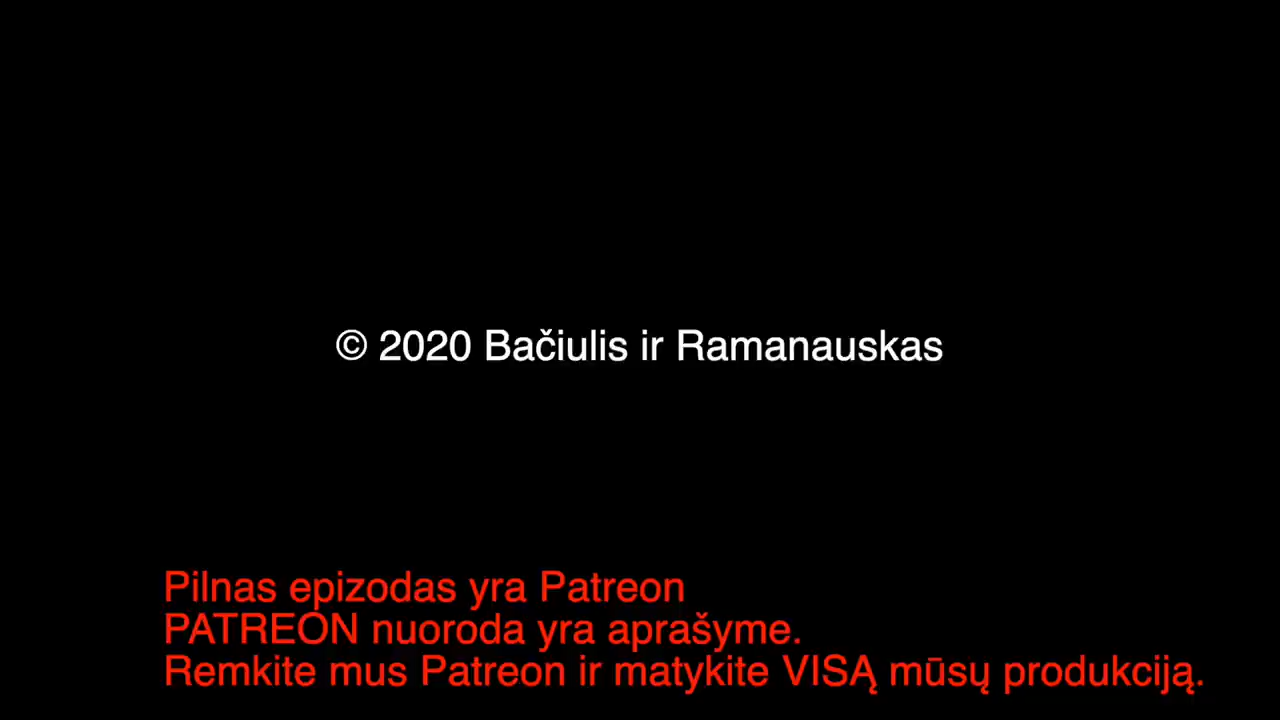 © 2020 Bačiulis ir Ramanauskas
Pilnas epizodas yra Patreon
PATREON nuoroda yra aprašyme.
Remkite mus Patreon ir matykite VISĄ mūsų produkciją.